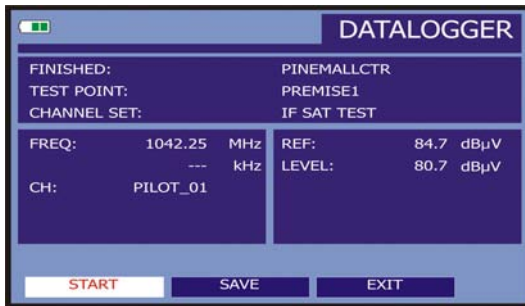 DATALOGGER
FINISHED: PINEMALLCTR
TEST POINT: PREMISE1
CHANNEL SET: IF SAT TEST
FREQ: 1042.25 MHz
--- kHz
CH: PILOT_01
REF: 84.7 dBµV
LEVEL: 80.7 dBµV
START SAVE EXIT